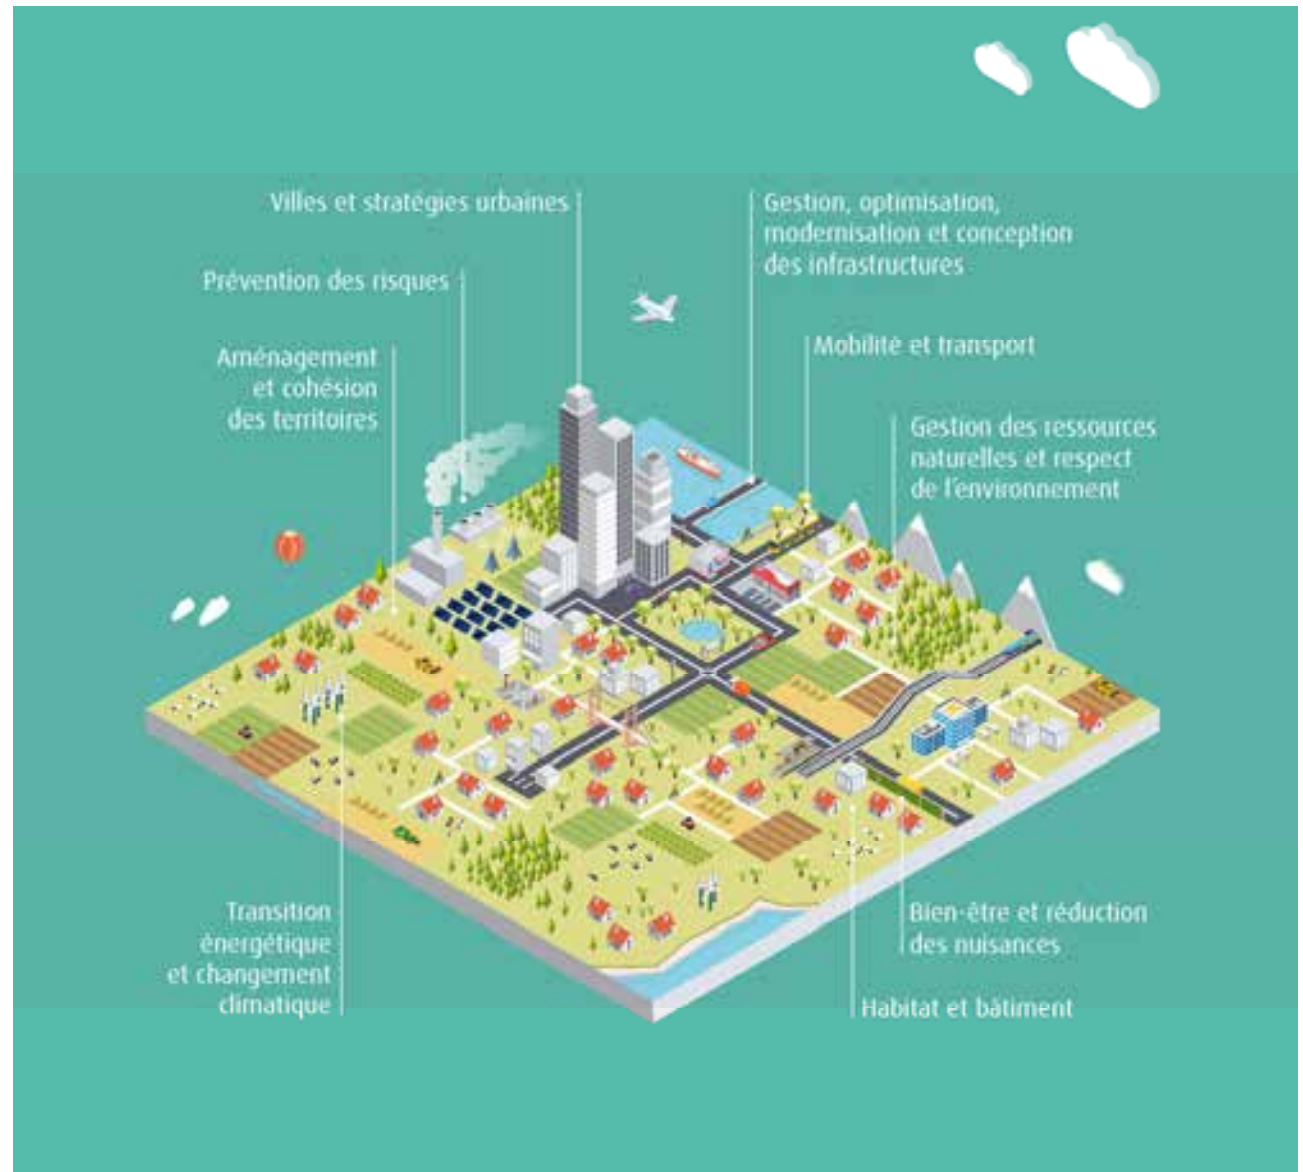 Villes et stratégies urbaines
Gestion, optimisation,
modernisation et conception
des infrastructures
Prévention des risques
Mobilité et transport
Aménagement
et cohésion
des territoires
Gestion des ressources
naturelles et respect
de l'environnement
Transition
énergétique
et changement
climatique
Bien-être et réduction
des nuisances
Habitat et bâtiment